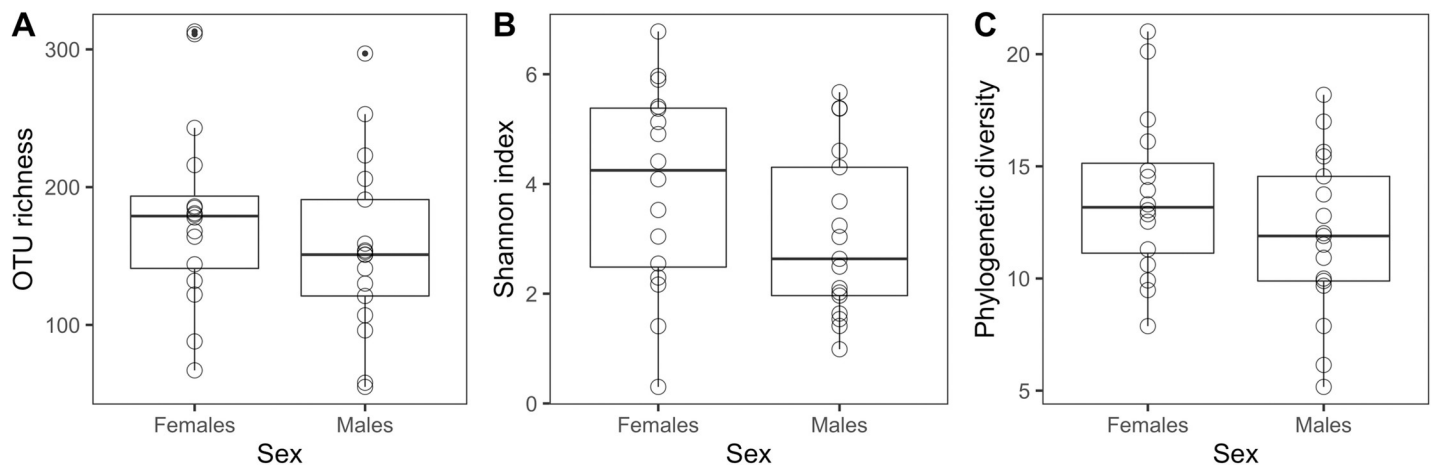 A
OTU richness
300
200
100
Females
Males
Sex
B
Shannon index
6
4
2
0
Females
Males
Sex
C
Phylogenetic diversity
20
15
10
5
Females
Males
Sex